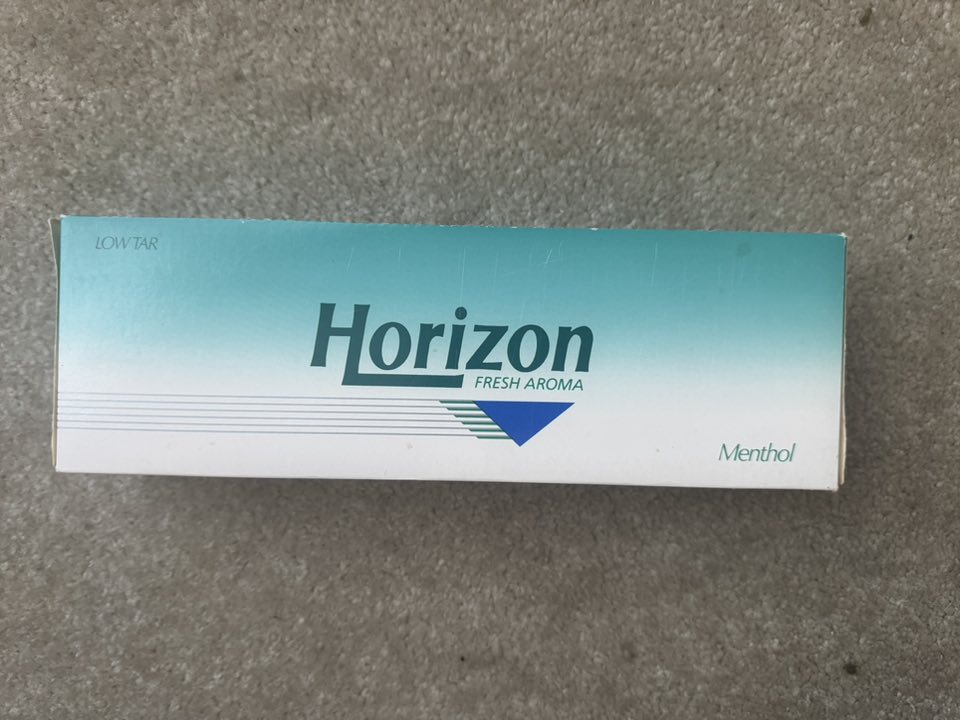 LOW TAR
Horizon
FRESH AROMA
Menthol